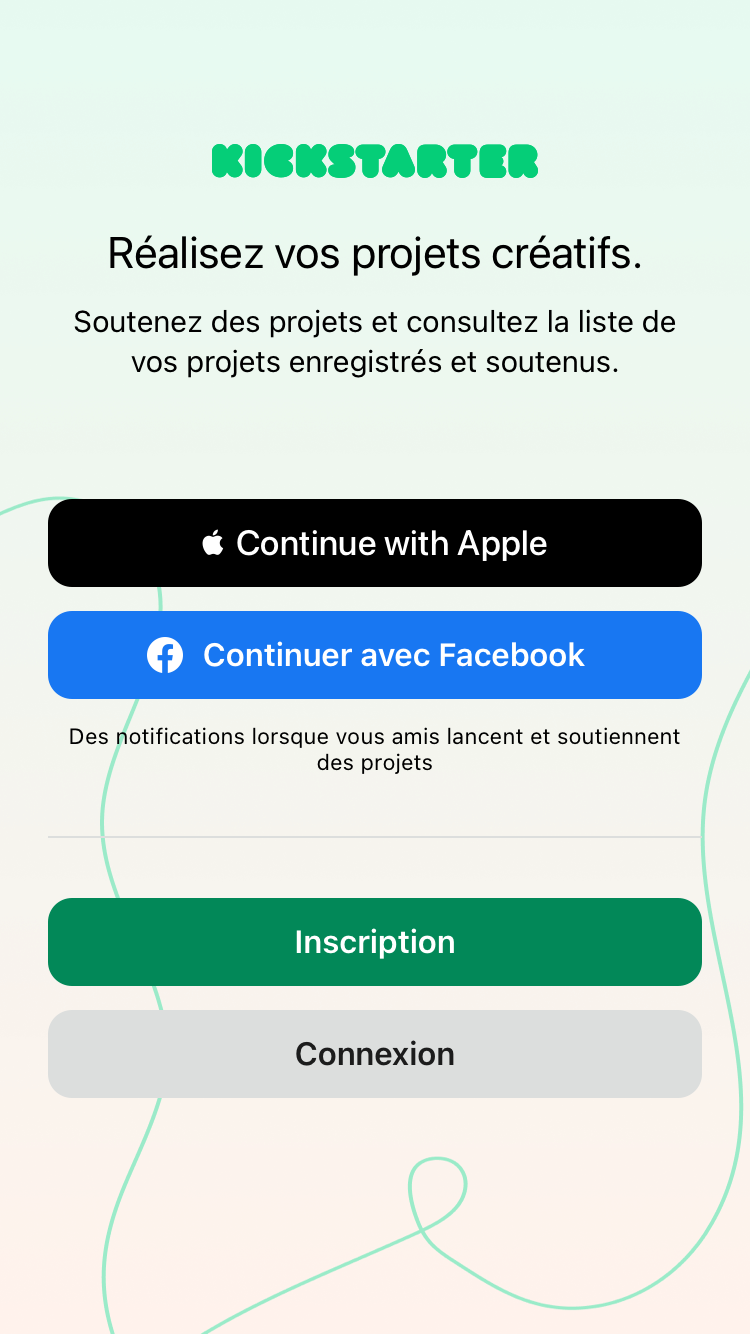 KICKSTARTER
Réalisez vos projets créatifs.
Soutenez des projets et consultez la liste de
vos projets enregistrés et soutenus.
Continue with Apple
Continuer avec Facebook
Des notifications lorsque vous amis lancent et soutiennent
des projets
Inscription
Connexion